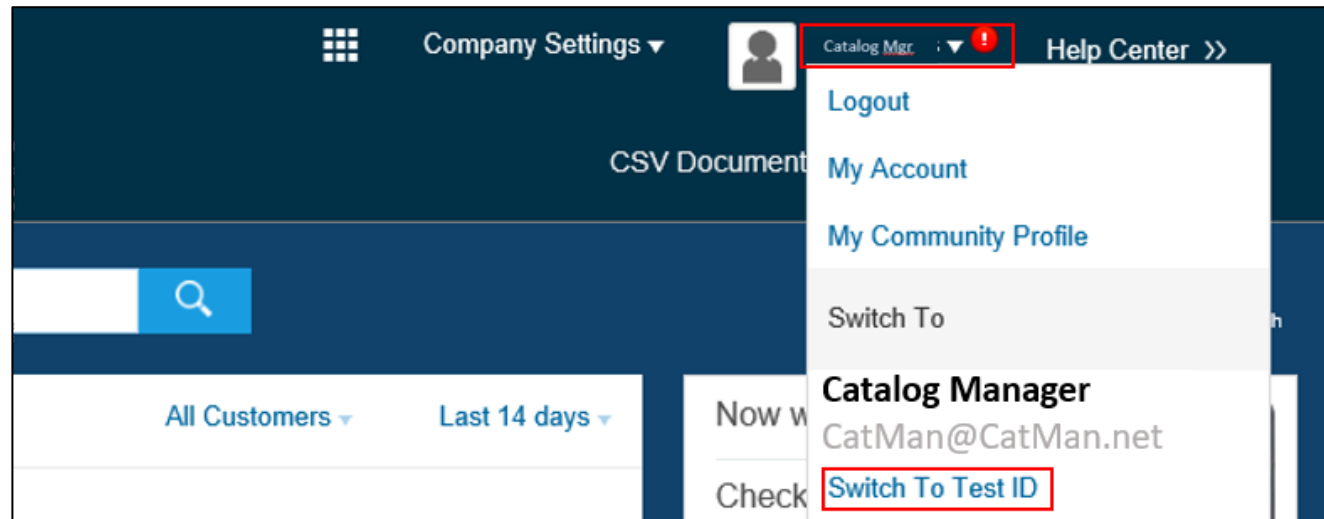 Company Settings
Catalog Mgr
Help Center >>
Logout
CSV Document
My Account
My Community Profile
Switch To
h
Catalog Manager
All Customers
Last 14 days
Now w
CatMan@CatMan.net
Check
Switch To Test ID